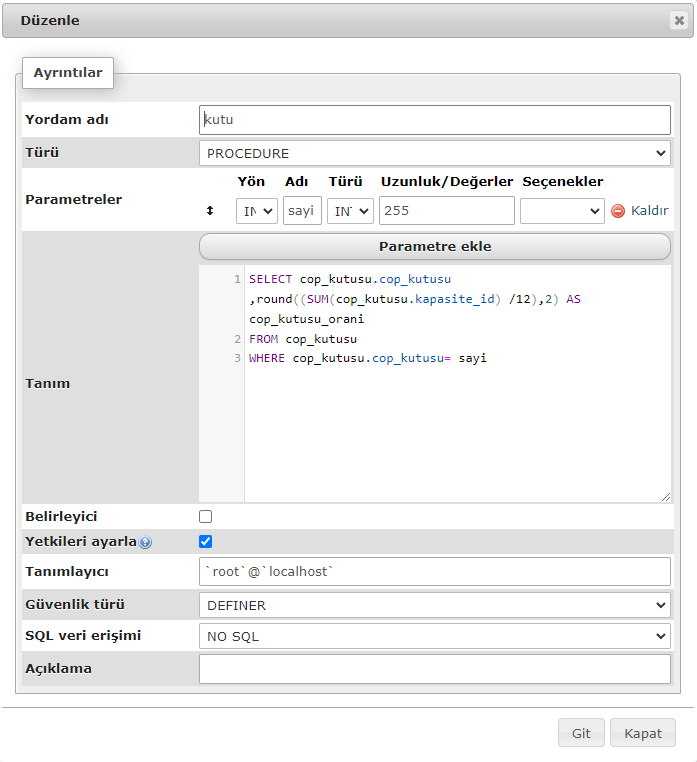 Düzenle
Ayrıntılar
Yordam adı kutu
Türü PROCEDURE
Parametreler
Yön Adı Türü Uzunluk/Değerler Seçenekler
IN sayi INT 255 Kaldır
Parametre ekle
Tanım
1 SELECT cop_kutusu.cop_kutusu
,round((SUM(cop_kutusu.kapasite_id) /12),2) AS
cop_kutusu_orani
2 FROM cop_kutusu
3 WHERE cop_kutusu.cop_kutusu= sayi
Belirleyici
Yetkileri ayarla
Tanımlayıcı `root`@`localhost`
Güvenlik türü DEFINER
SQL veri erişimi NO SQL
Açıklama
Git Kapat